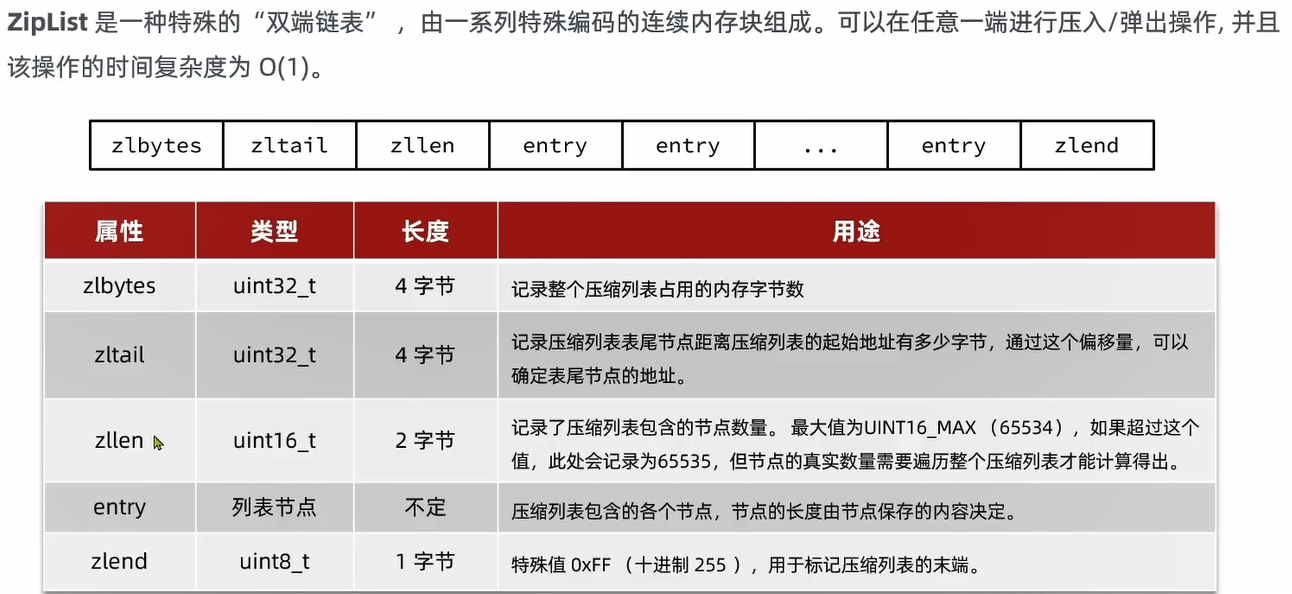 ZipList 是一种特殊的“双端链表” ，由一系列特殊编码的连续内存块组成。可以在任意一端进行压入/弹出操作, 并且
该操作的时间复杂度为 O(1)。
zlbytes zltail zllen entry entry ... entry zlend
属性 类型 长度 用途
zlbytes uint32_t 4 字节 记录整个压缩列表占用的内存字节数
zltail uint32_t 4 字节 记录压缩列表表尾节点距离压缩列表的起始地址有多少字节，通过这个偏移量，可以
确定表尾节点的地址。
zllen uint16_t 2 字节 记录了压缩列表包含的节点数量。 最大值为UINT16_MAX （65534），如果超过这个
值，此处会记录为65535，但节点的真实数量需要遍历整个压缩列表才能计算得出。
entry 列表节点 不定 压缩列表包含的各个节点，节点的长度由节点保存的内容决定。
zlend uint8_t 1 字节 特殊值 0xFF （十进制 255 ），用于标记压缩列表的末端。